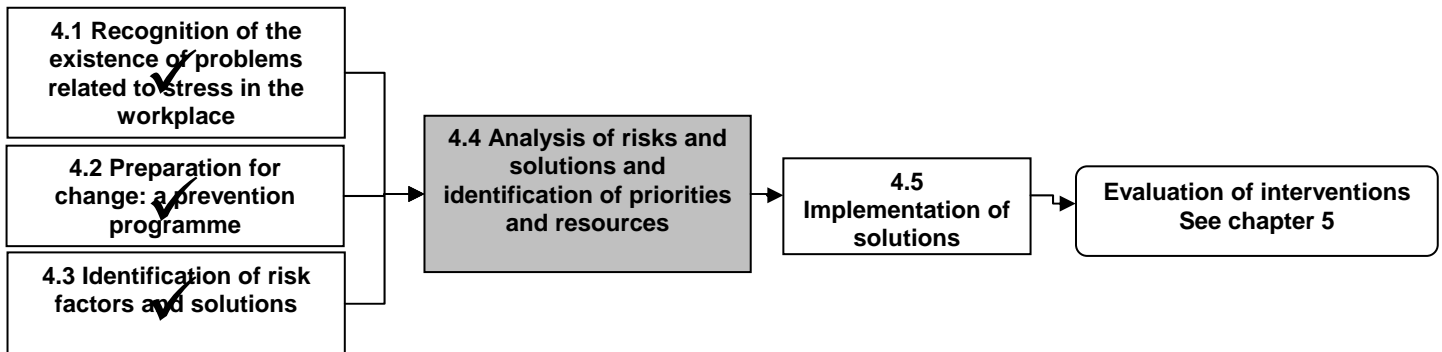 4.1 Recognition of the
existence of problems
related to stress in the
workplace
4.2 Preparation for
change: a prevention
programme
4.3 Identification of risk
factors and solutions
4.4 Analysis of risks and
solutions and
identification of priorities
and resources
4.5
Implementation of
solutions
Evaluation of interventions
See chapter 5